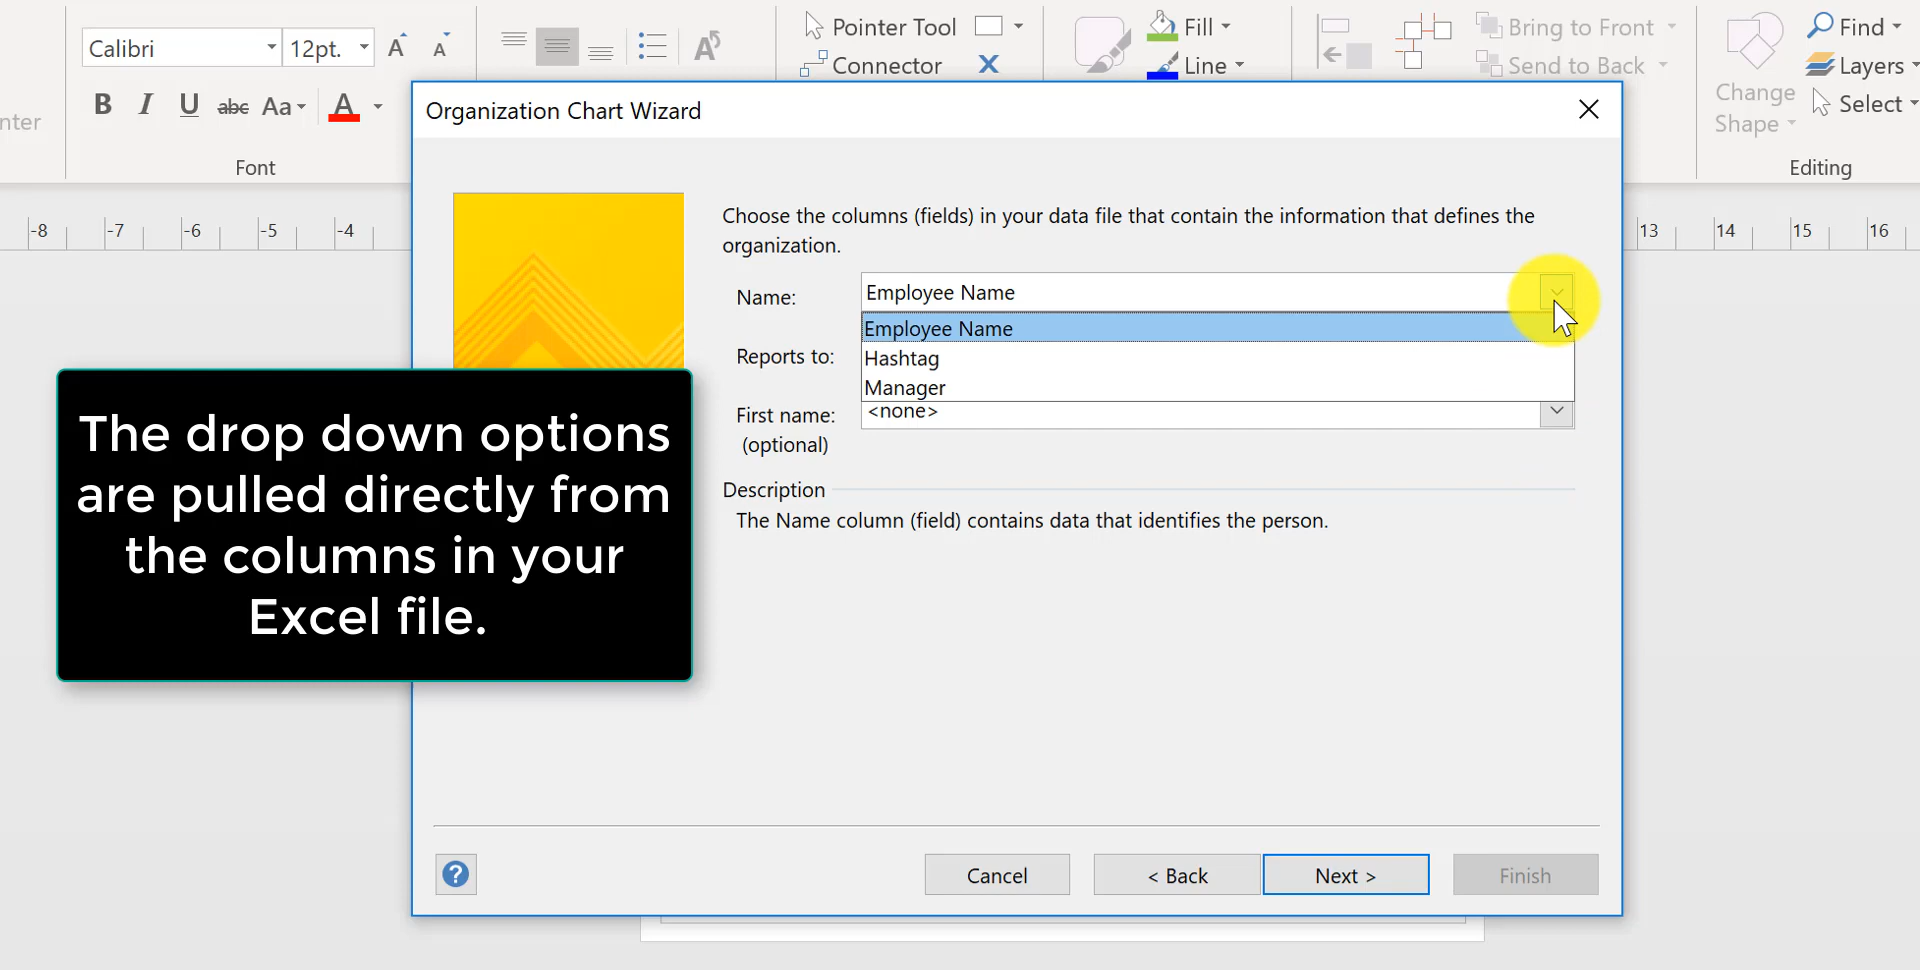 Calibri
12pt.
A
A
Pointer Tool
Fill
Bring to Front
Find
Connector
Line
Send to Back
Layers
B I U abc Aa A
Change
Shape
Select
nter
Font
Editing
-8 -7 -6 -5 -4
13 14 15 16
Organization Chart Wizard
Choose the columns (fields) in your data file that contain the information that defines the
organization.
Name:
Employee Name
Employee Name
Hashtag
Manager
Reports to:
First name:
<none>
(optional)
Description
The Name column (field) contains data that identifies the person.
The drop down options
are pulled directly from
the columns in your
Excel file.
?
Cancel
< Back
Next >
Finish